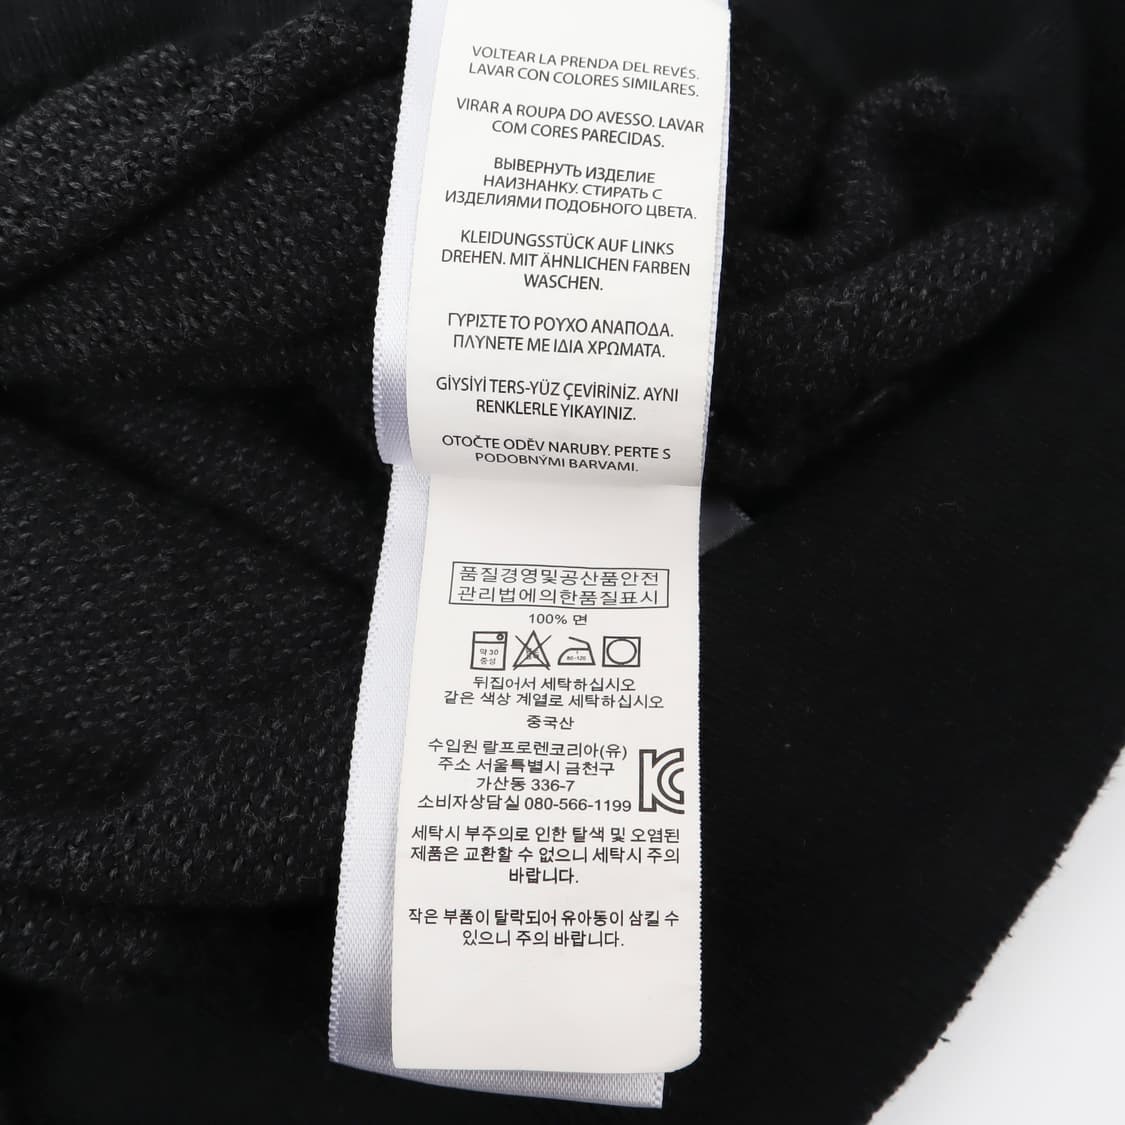 VOLTEAR LA PRENDA DEL REVÉS.
LAVAR CON COLORES SIMILARES.
VIRAR A ROUPA DO AVESSO. LAVAR
COM CORES PARECIDAS.
ВЫВЕРНУТЬ ИЗДЕЛИЕ
НАИЗНАНКУ. СТИРАТЬ С
ИЗДЕЛИЯМИ ПОДОБНОГО ЦВЕТА.
KLEIDUNGSSTÜCK AUF LINKS
DREHEN. MIT ÄHNLICHEN FARBEN
WASCHEN.
ΓΥΡΙΣΤΕ ΤΟ ΡΟΥΧΟ ΑΝΑΠΟΔΑ.
ΠΛΥΝΕΤΕ ΜΕ ΙΔΙΑ ΧΡΩΜΑΤΑ.
GİYSİYİ TERS-YÜZ ÇEVİRİNİZ. AYNI
RENKLERLE YIKAYINIZ.
OTOČTE ODĚV NARUBY. PERTE S
PODOBNÝMI BARVAMI.
품질경영및공산품안전
관리법에의한품질표시
100% 면
약 30
중성
80-120
뒤집어서 세탁하십시오
같은 색상 계열로 세탁하십시오
중국산
수입원 랄프로렌코리아(유)
주소 서울특별시 금천구
가산동 336-7
소비자상담실 080-566-1199
세탁시 부주의로 인한 탈색 및 오염된
제품은 교환할 수 없으니 세탁시 주의
바랍니다.
작은 부품이 탈락되어 유아동이 삼킬 수
있으니 주의 바랍니다.